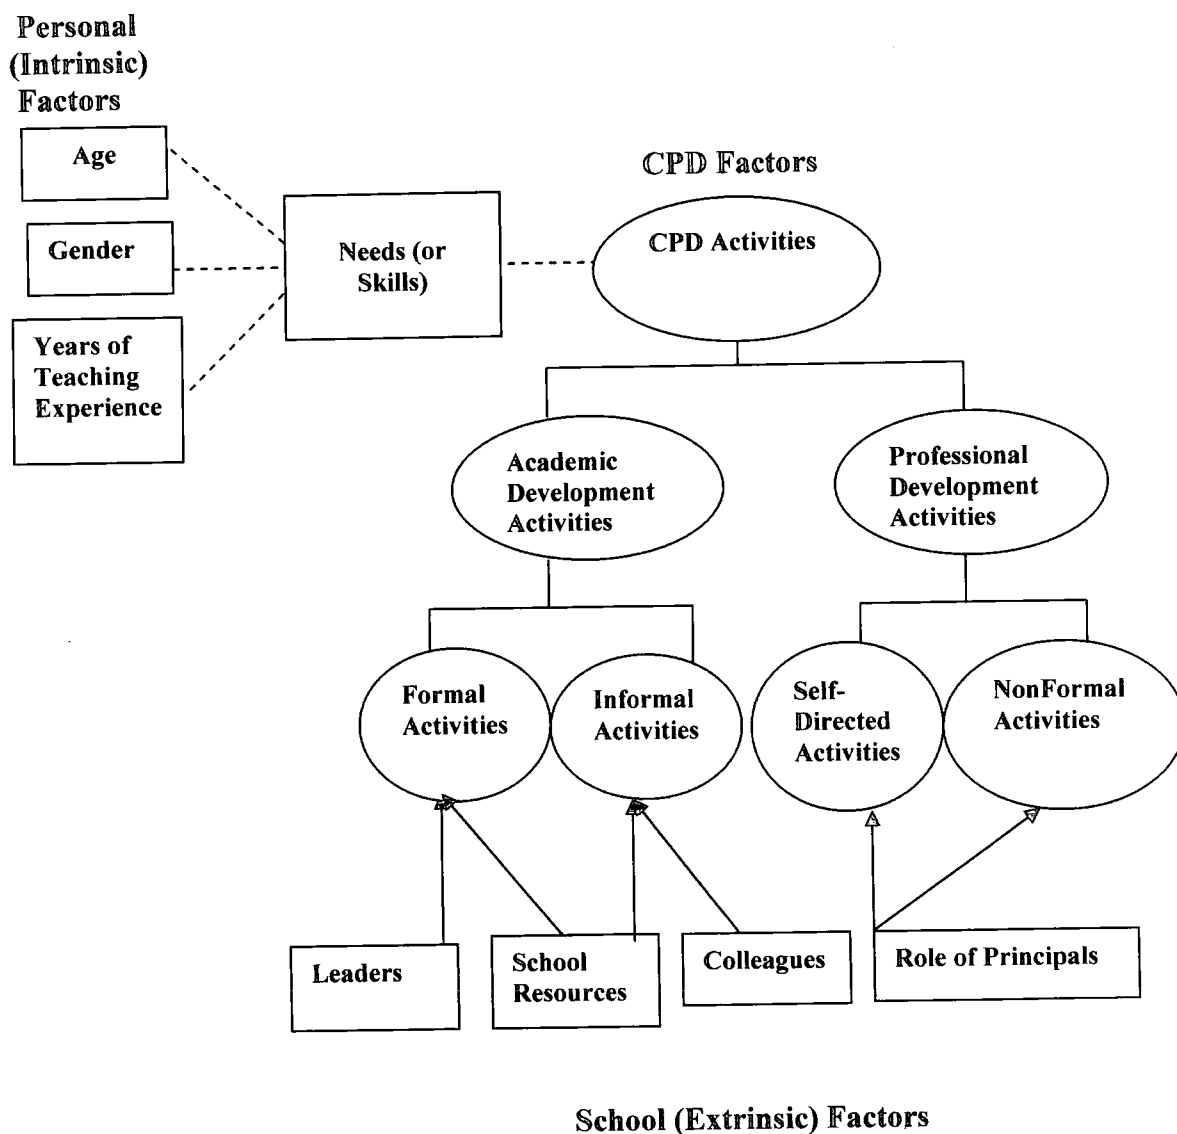 Personal
(Intrinsic)
Factors
Age
Gender
Years of
Teaching
Experience
Needs (or
Skills)
CPD Factors
CPD Activities
Academic
Development
Activities
Professional
Development
Activities
Formal
Activities
Informal
Activities
Self-
Directed
Activities
NonFormal
Activities
Leaders
School
Resources
Colleagues
Role of Principals
School (Extrinsic) Factors